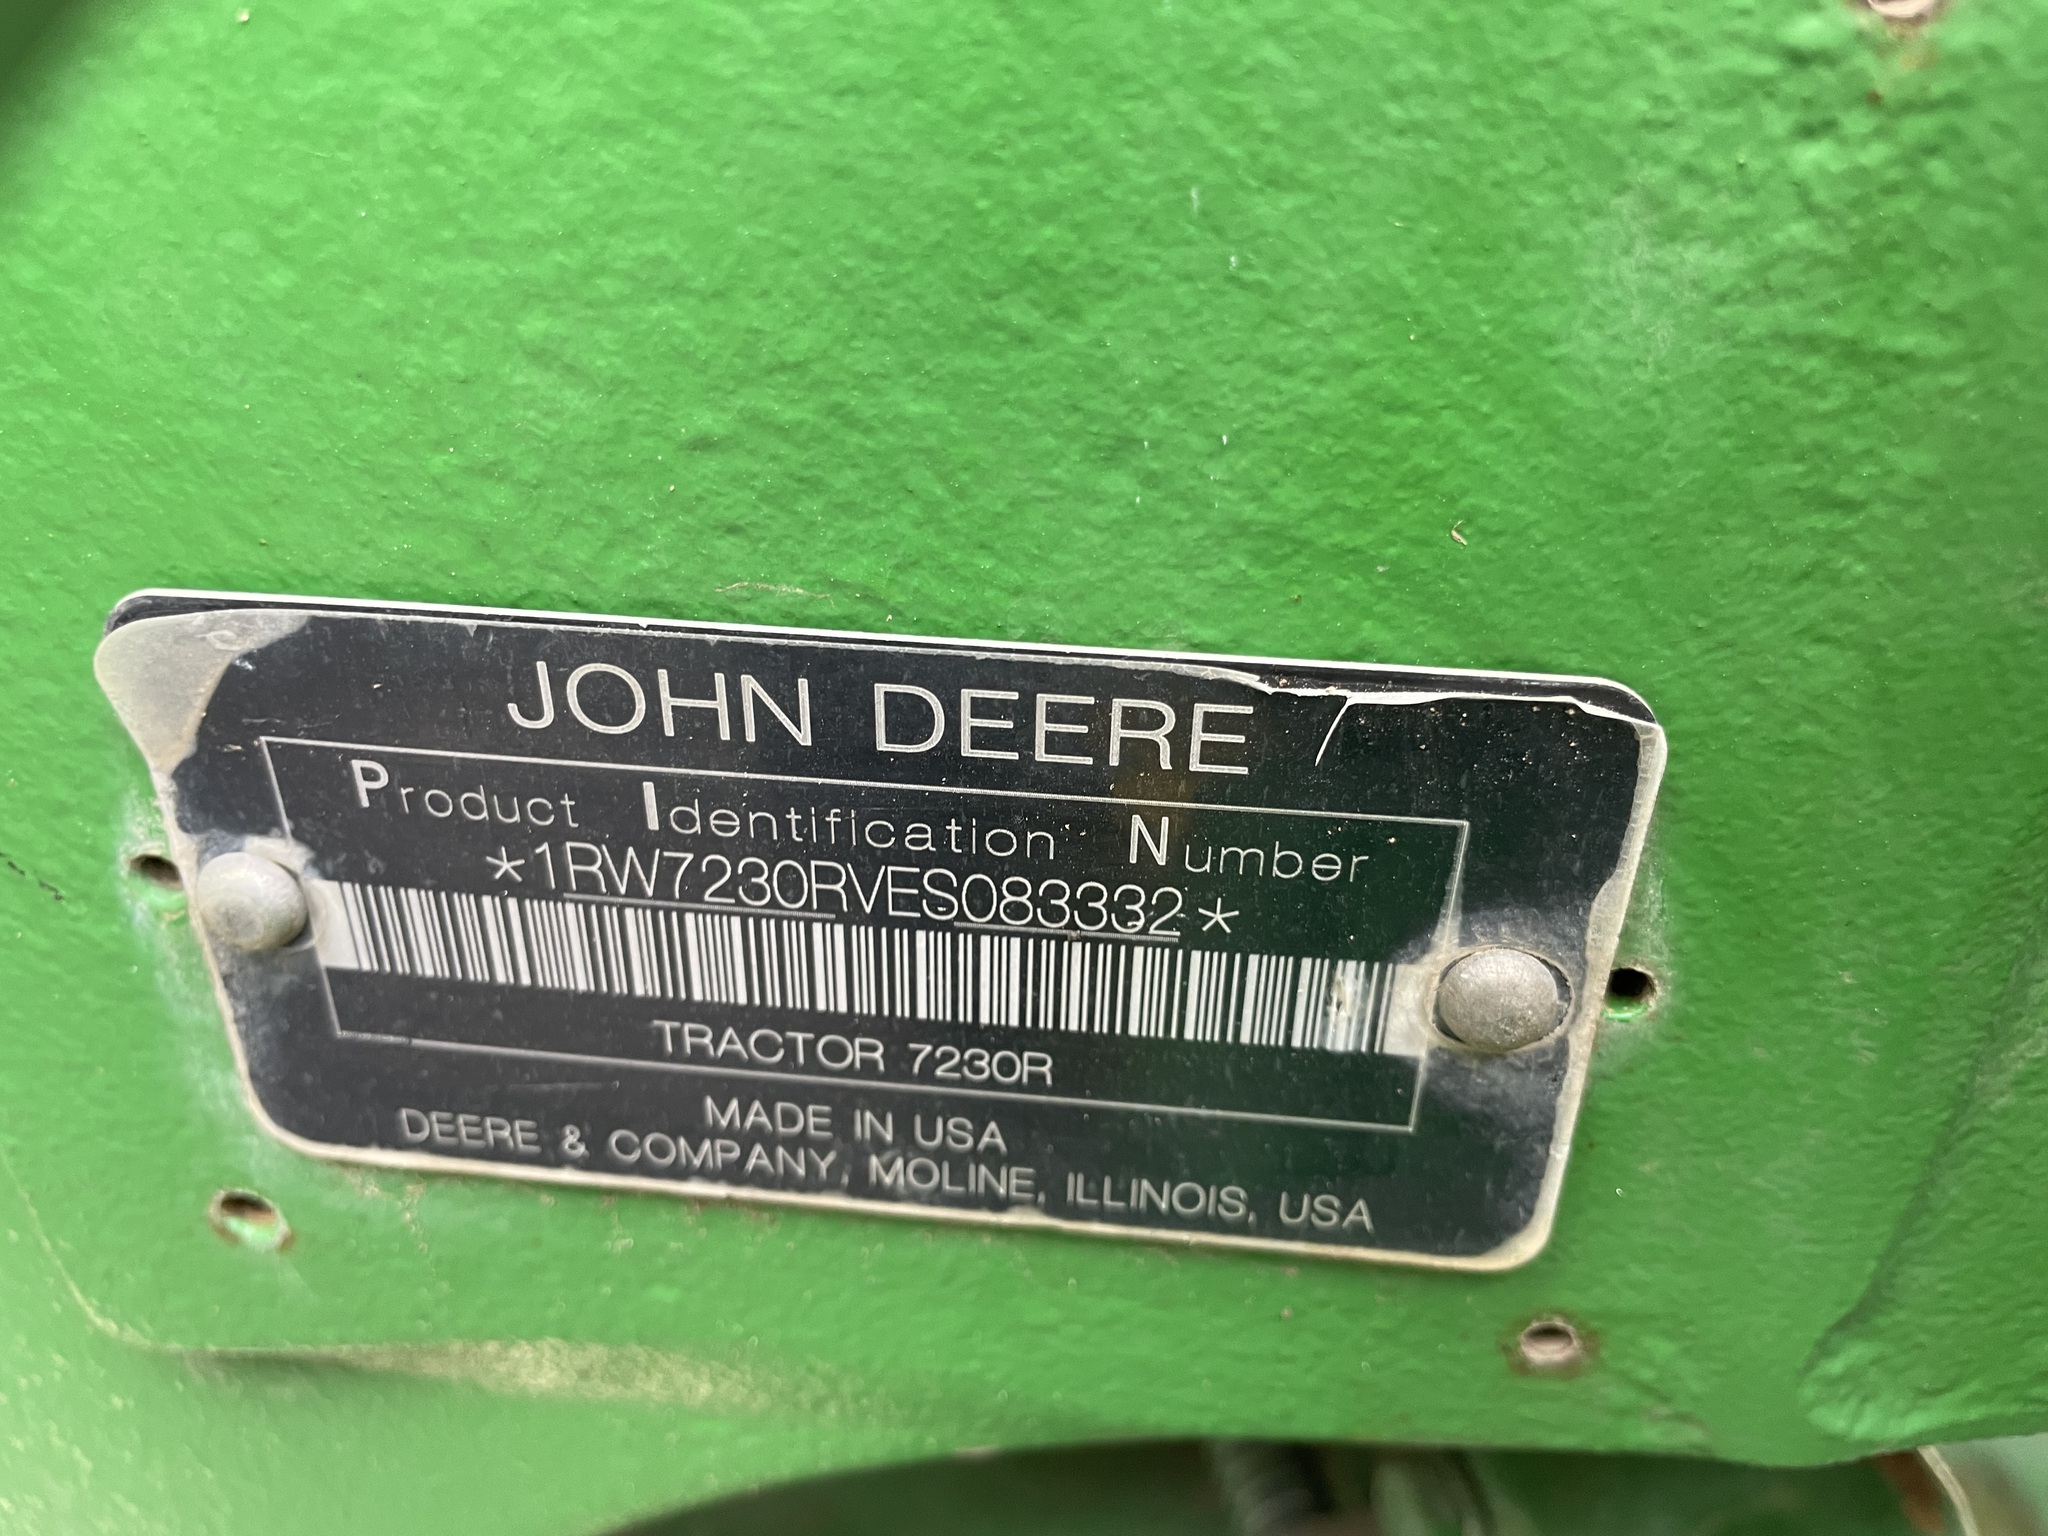 JOHN DEERE
Product Identification Number
*1RW7230RVES083332*
TRACTOR 7230R
MADE IN USA
DEERE & COMPANY, MOLINE, ILLINOIS, USA